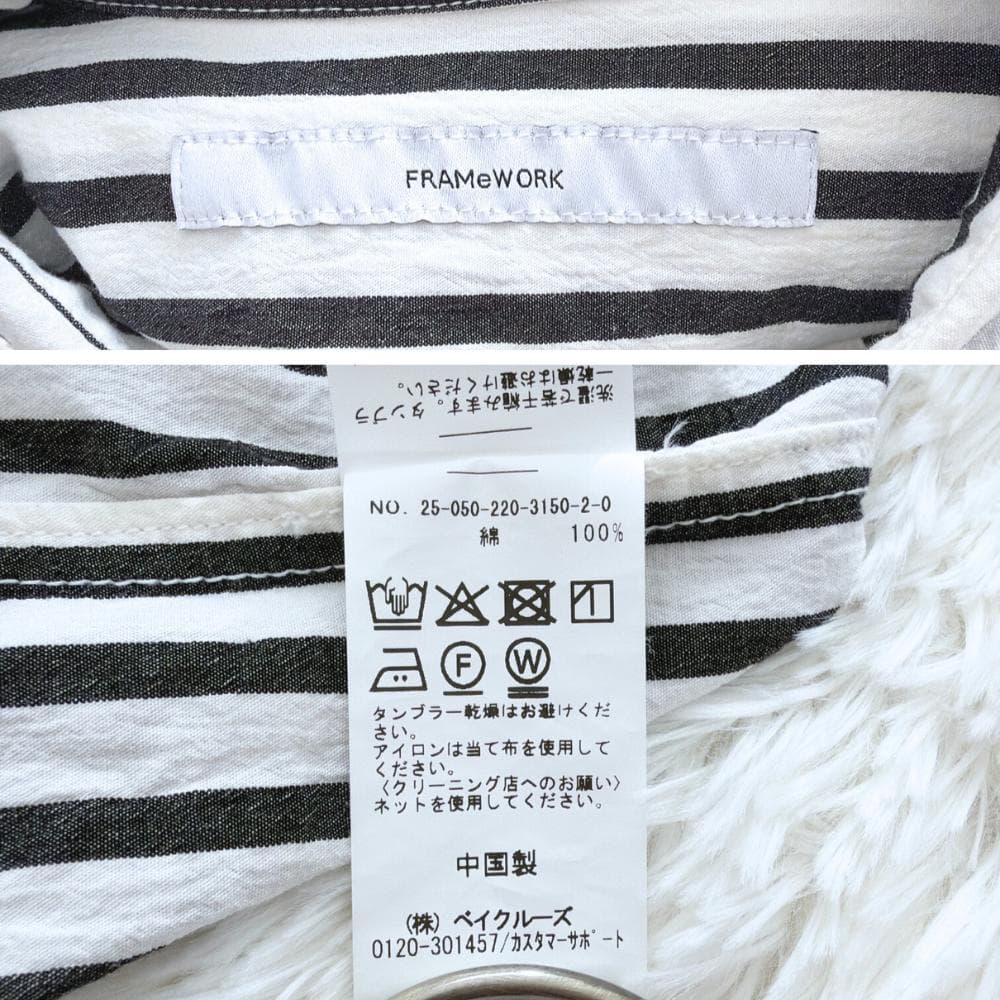 FRAMeWORK
洗濯で若干縮みます。タンブラ
ー乾燥はお避けください。
NO. 25-050-220-3150-2-0
綿 100%
F W
タンブラー乾燥はお避けくだ
さい。
アイロンは当て布を使用して
ください。
〈クリーニング店へのお願い〉
ネットを使用してください。
中国製
(株) ベイクルーズ
0120-301457/カスタマーサポート